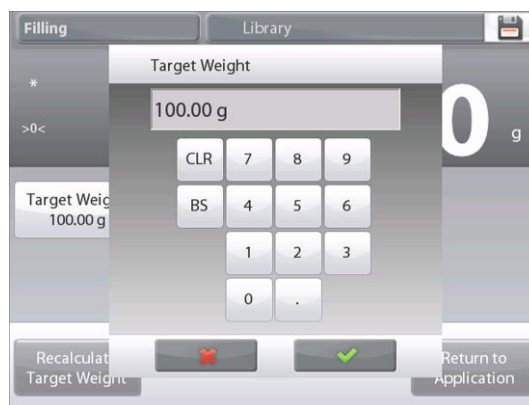 Filling
Library
*
>0<
0
g
Target Weight
100.00 g
CLR 7 8 9
BS 4 5 6
1 2 3
0 .
Target Weig
100.00 g
Recalculat
Target Weight
Return to
Application